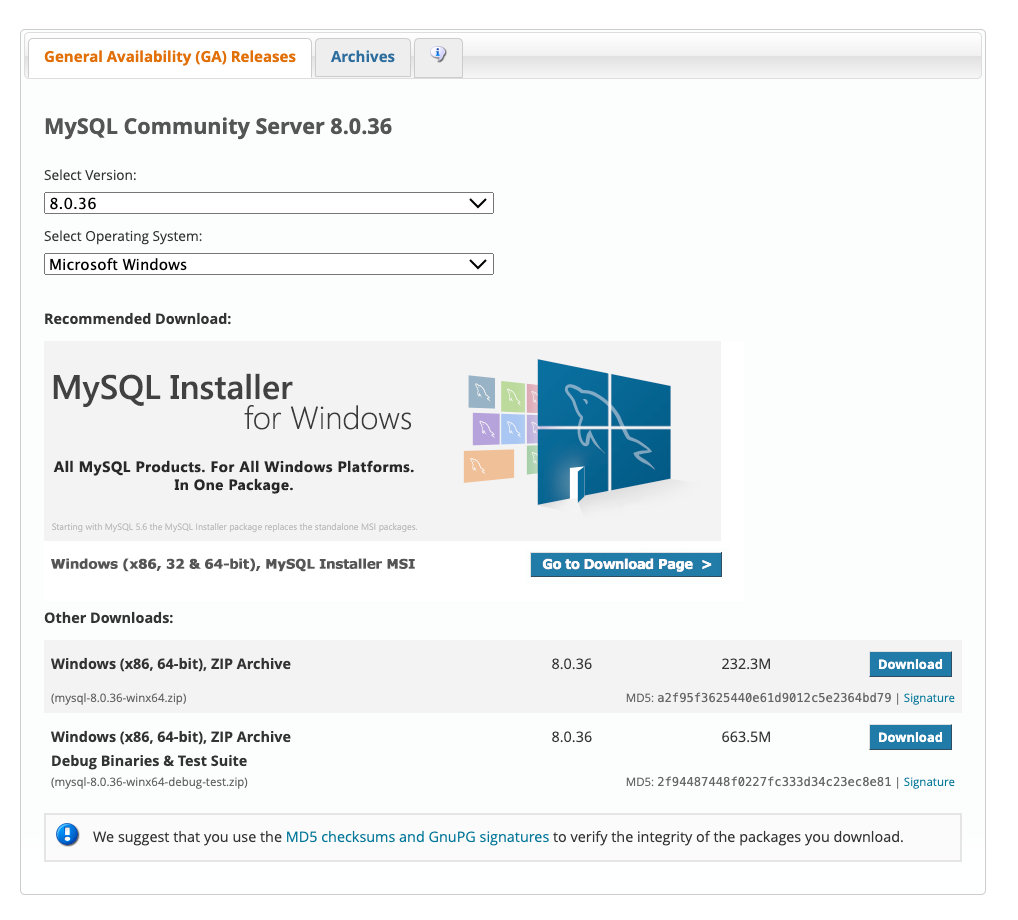 General Availability (GA) Releases
Archives
MySQL Community Server 8.0.36
Select Version:
8.0.36
Select Operating System:
Microsoft Windows
Recommended Download:
MySQL Installer
for Windows
All MySQL Products. For All Windows Platforms.
In One Package.
Starting with MySQL 5.6 the MySQL Installer package replaces the standalone MSI packages.
Windows (x86, 32 & 64-bit), MySQL Installer MSI
Go to Download Page >
Other Downloads:
Windows (x86, 64-bit), ZIP Archive 8.0.36 232.3M Download
(mysql-8.0.36-winx64.zip) MD5: a2f95f3625440e61d9012c5e2364bd79 | Signature
Windows (x86, 64-bit), ZIP Archive 8.0.36 663.5M Download
Debug Binaries & Test Suite
(mysql-8.0.36-winx64-debug-test.zip) MD5: 2f94487448f0227fc333d34c23ec8e81 | Signature
We suggest that you use the MD5 checksums and GnuPG signatures to verify the integrity of the packages you download.